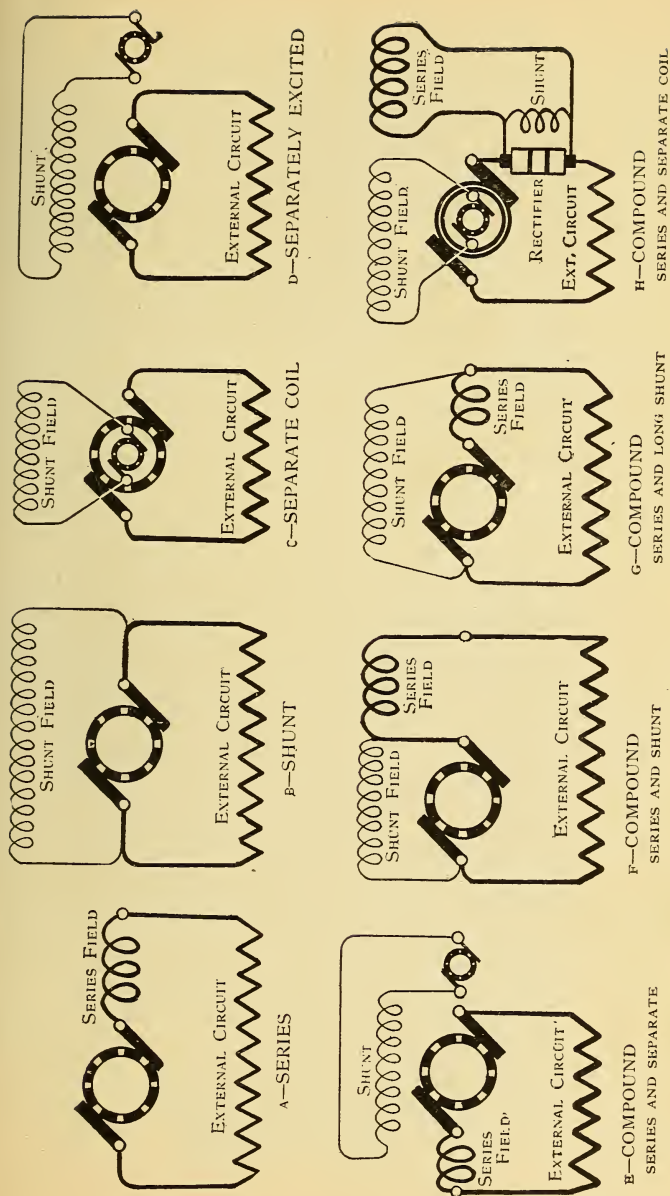 SERIES FIELD
EXTERNAL CIRCUIT
A—SERIES
SHUNT FIELD
EXTERNAL CIRCUIT
B—SHUNT
SHUNT FIELD
EXTERNAL CIRCUIT
C—SEPARATE COIL
SHUNT
EXTERNAL CIRCUIT
D—SEPARATELY EXCITED
SHUNT
SERIES
FIELD
EXTERNAL CIRCUIT
E—COMPOUND
SERIES AND SEPARATE
SHUNT FIELD
SERIES
FIELD
EXTERNAL CIRCUIT
F—COMPOUND
SERIES AND SHUNT
SHUNT FIELD
SERIES
FIELD
EXTERNAL CIRCUIT
G—COMPOUND
SERIES AND LONG SHUNT
SHUNT FIELD
SERIES
FIELD
SHUNT
RECTIFIER
EXT. CIRCUIT
H—COMPOUND
SERIES AND SEPARATE COIL